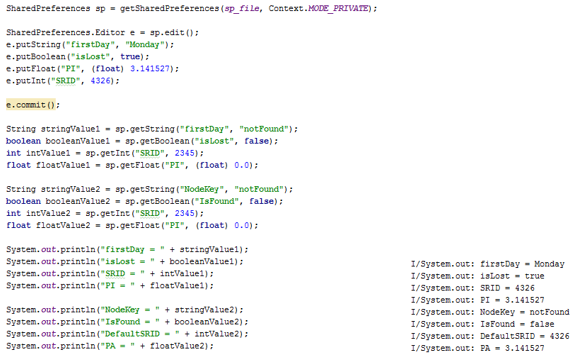 SharedPreferences sp = getSharedPreferences(sp_file, Context.MODE_PRIVATE);
SharedPreferences.Editor e = sp.edit();
e.putString("firstDay", "Monday");
e.putBoolean("isLost", true);
e.putFloat("PI", (float) 3.141527);
e.putInt("SRID", 4326);
e.commit();
String stringValue1 = sp.getString("firstDay", "notFound");
boolean booleanValue1 = sp.getBoolean("isLost", false);
int intValue1 = sp.getInt("SRID", 2345);
float floatValue1 = sp.getFloat("PI", (float) 0.0);
String stringValue2 = sp.getString("NodeKey", "notFound");
boolean booleanValue2 = sp.getBoolean("IsFound", false);
int intValue2 = sp.getInt("SRID", 2345);
float floatValue2 = sp.getFloat("PI", (float) 0.0);
System.out.println("firstDay = " + stringValue1);
System.out.println("isLost = " + booleanValue1);
System.out.println("SRID = " + intValue1);
System.out.println("PI = " + floatValue1);
System.out.println("NodeKey = " + stringValue2);
System.out.println("IsFound = " + booleanValue2);
System.out.println("DefaultSRID = " + intValue2);
System.out.println("PA = " + floatValue2);
I/System.out: firstDay = Monday
I/System.out: isLost = true
I/System.out: SRID = 4326
I/System.out: PI = 3.141527
I/System.out: NodeKey = notFound
I/System.out: IsFound = false
I/System.out: DefaultSRID = 4326
I/System.out: PA = 3.141527